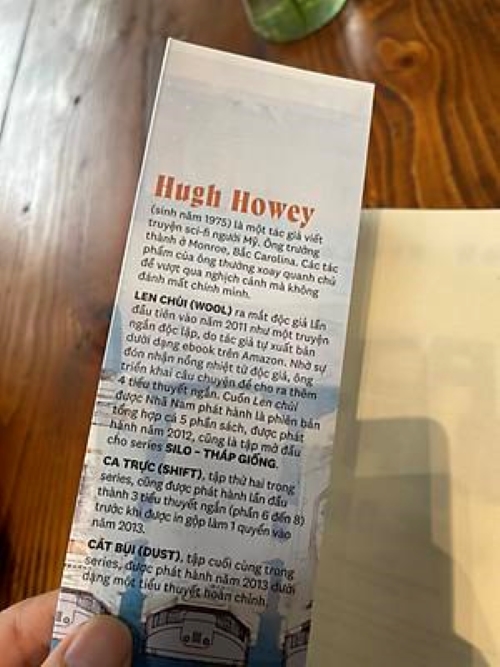 Hugh Howey
(sinh năm 1975) là một tác giả viết
truyện sci-fi người Mỹ. Ông trưởng
thành ở Monroe, Bắc Carolina. Các tác
phẩm của ông thường xoay quanh chủ
đề vượt qua nghịch cảnh mà không
đánh mất chính mình.
LEN CHÙI (WOOL) ra mắt độc giả lần
đầu tiên vào năm 2011 như một truyện
ngắn độc lập, do tác giả tự xuất bản
dưới dạng ebook trên Amazon. Nhờ sự
đón nhận nồng nhiệt từ độc giả, ông
triển khai câu chuyện để cho ra thêm
4 tiểu thuyết ngắn. Cuốn Len chùi
được Nhã Nam phát hành là phiên bản
tổng hợp cả 5 phần sách, được phát
hành năm 2012, cũng là tập mở đầu
cho series SILO - THÁP GIỐNG.
CA TRỰC (SHIFT), tập thứ hai trong
series, cũng được phát hành lần đầu
thành 3 tiểu thuyết ngắn (phần 6 đến 8)
trước khi được in gộp làm 1 quyển vào
năm 2013.
CÁT BỤI (DUST), tập cuối cùng trong
series, được phát hành năm 2013 dưới
dạng một tiểu thuyết hoàn chỉnh.